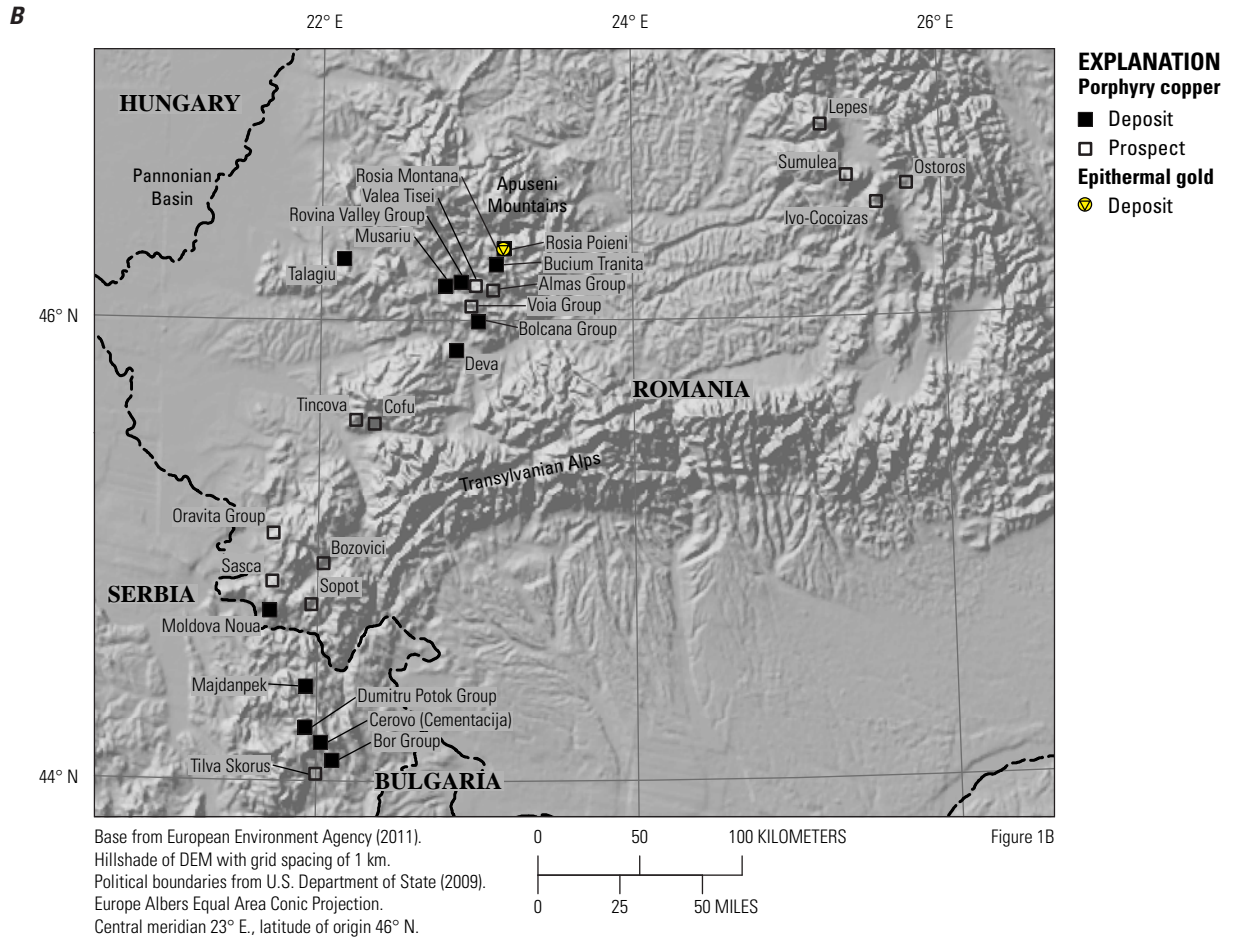 B
22° E
24° E
26° E
EXPLANATION
Porphyry copper
Deposit
Prospect
Epithermal gold
Deposit
HUNGARY
Pannonian
Basin
Lepes
Sumulea
Ostoros
Ivo-Cocoizas
Rosia Montana
Valea Tisei
Rovina Valley Group
Musariu
Apuseni
Mountains
Talagiu
Rosia Poieni
Bucium Tranita
Almas Group
Voia Group
Bolcana Group
46° N
Deva
ROMANIA
Tincova
Cofu
Transylvanian Alps
Oravita Group
Bozovici
Sasca
Sopot
SERBIA
Moldova Noua
Majdanpek
Dumitru Potok Group
Cerovo (Cementacija)
Bor Group
Tilva Skorus
44° N
BULGARIA
Base from European Environment Agency (2011).
Hillshade of DEM with grid spacing of 1 km.
Political boundaries from U.S. Department of State (2009).
Europe Albers Equal Area Conic Projection.
Central meridian 23° E., latitude of origin 46° N.
0 50 100 KILOMETERS
0 25 50 MILES
Figure 1B